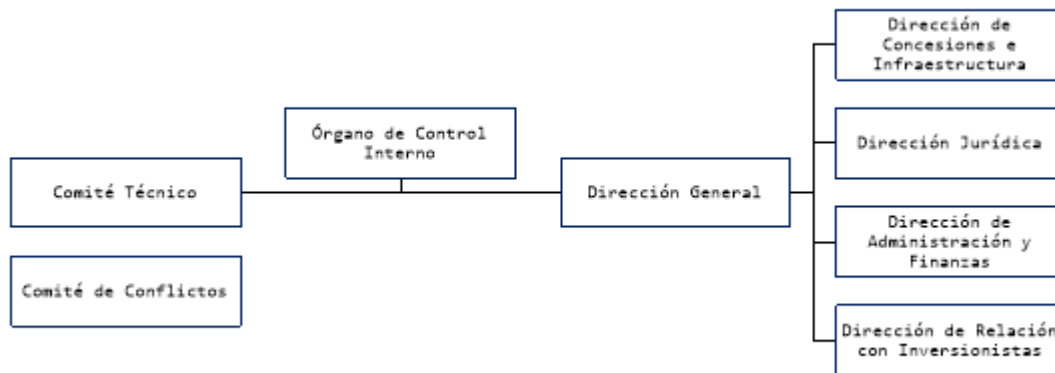 Dirección de
Concesiones e
Infraestructura
Órgano de Control
Interno
Dirección Jurídica
Comité Técnico
Dirección General
Dirección de
Administración y
Finanzas
Comité de Conflictos
Dirección de Relación
con Inversionistas